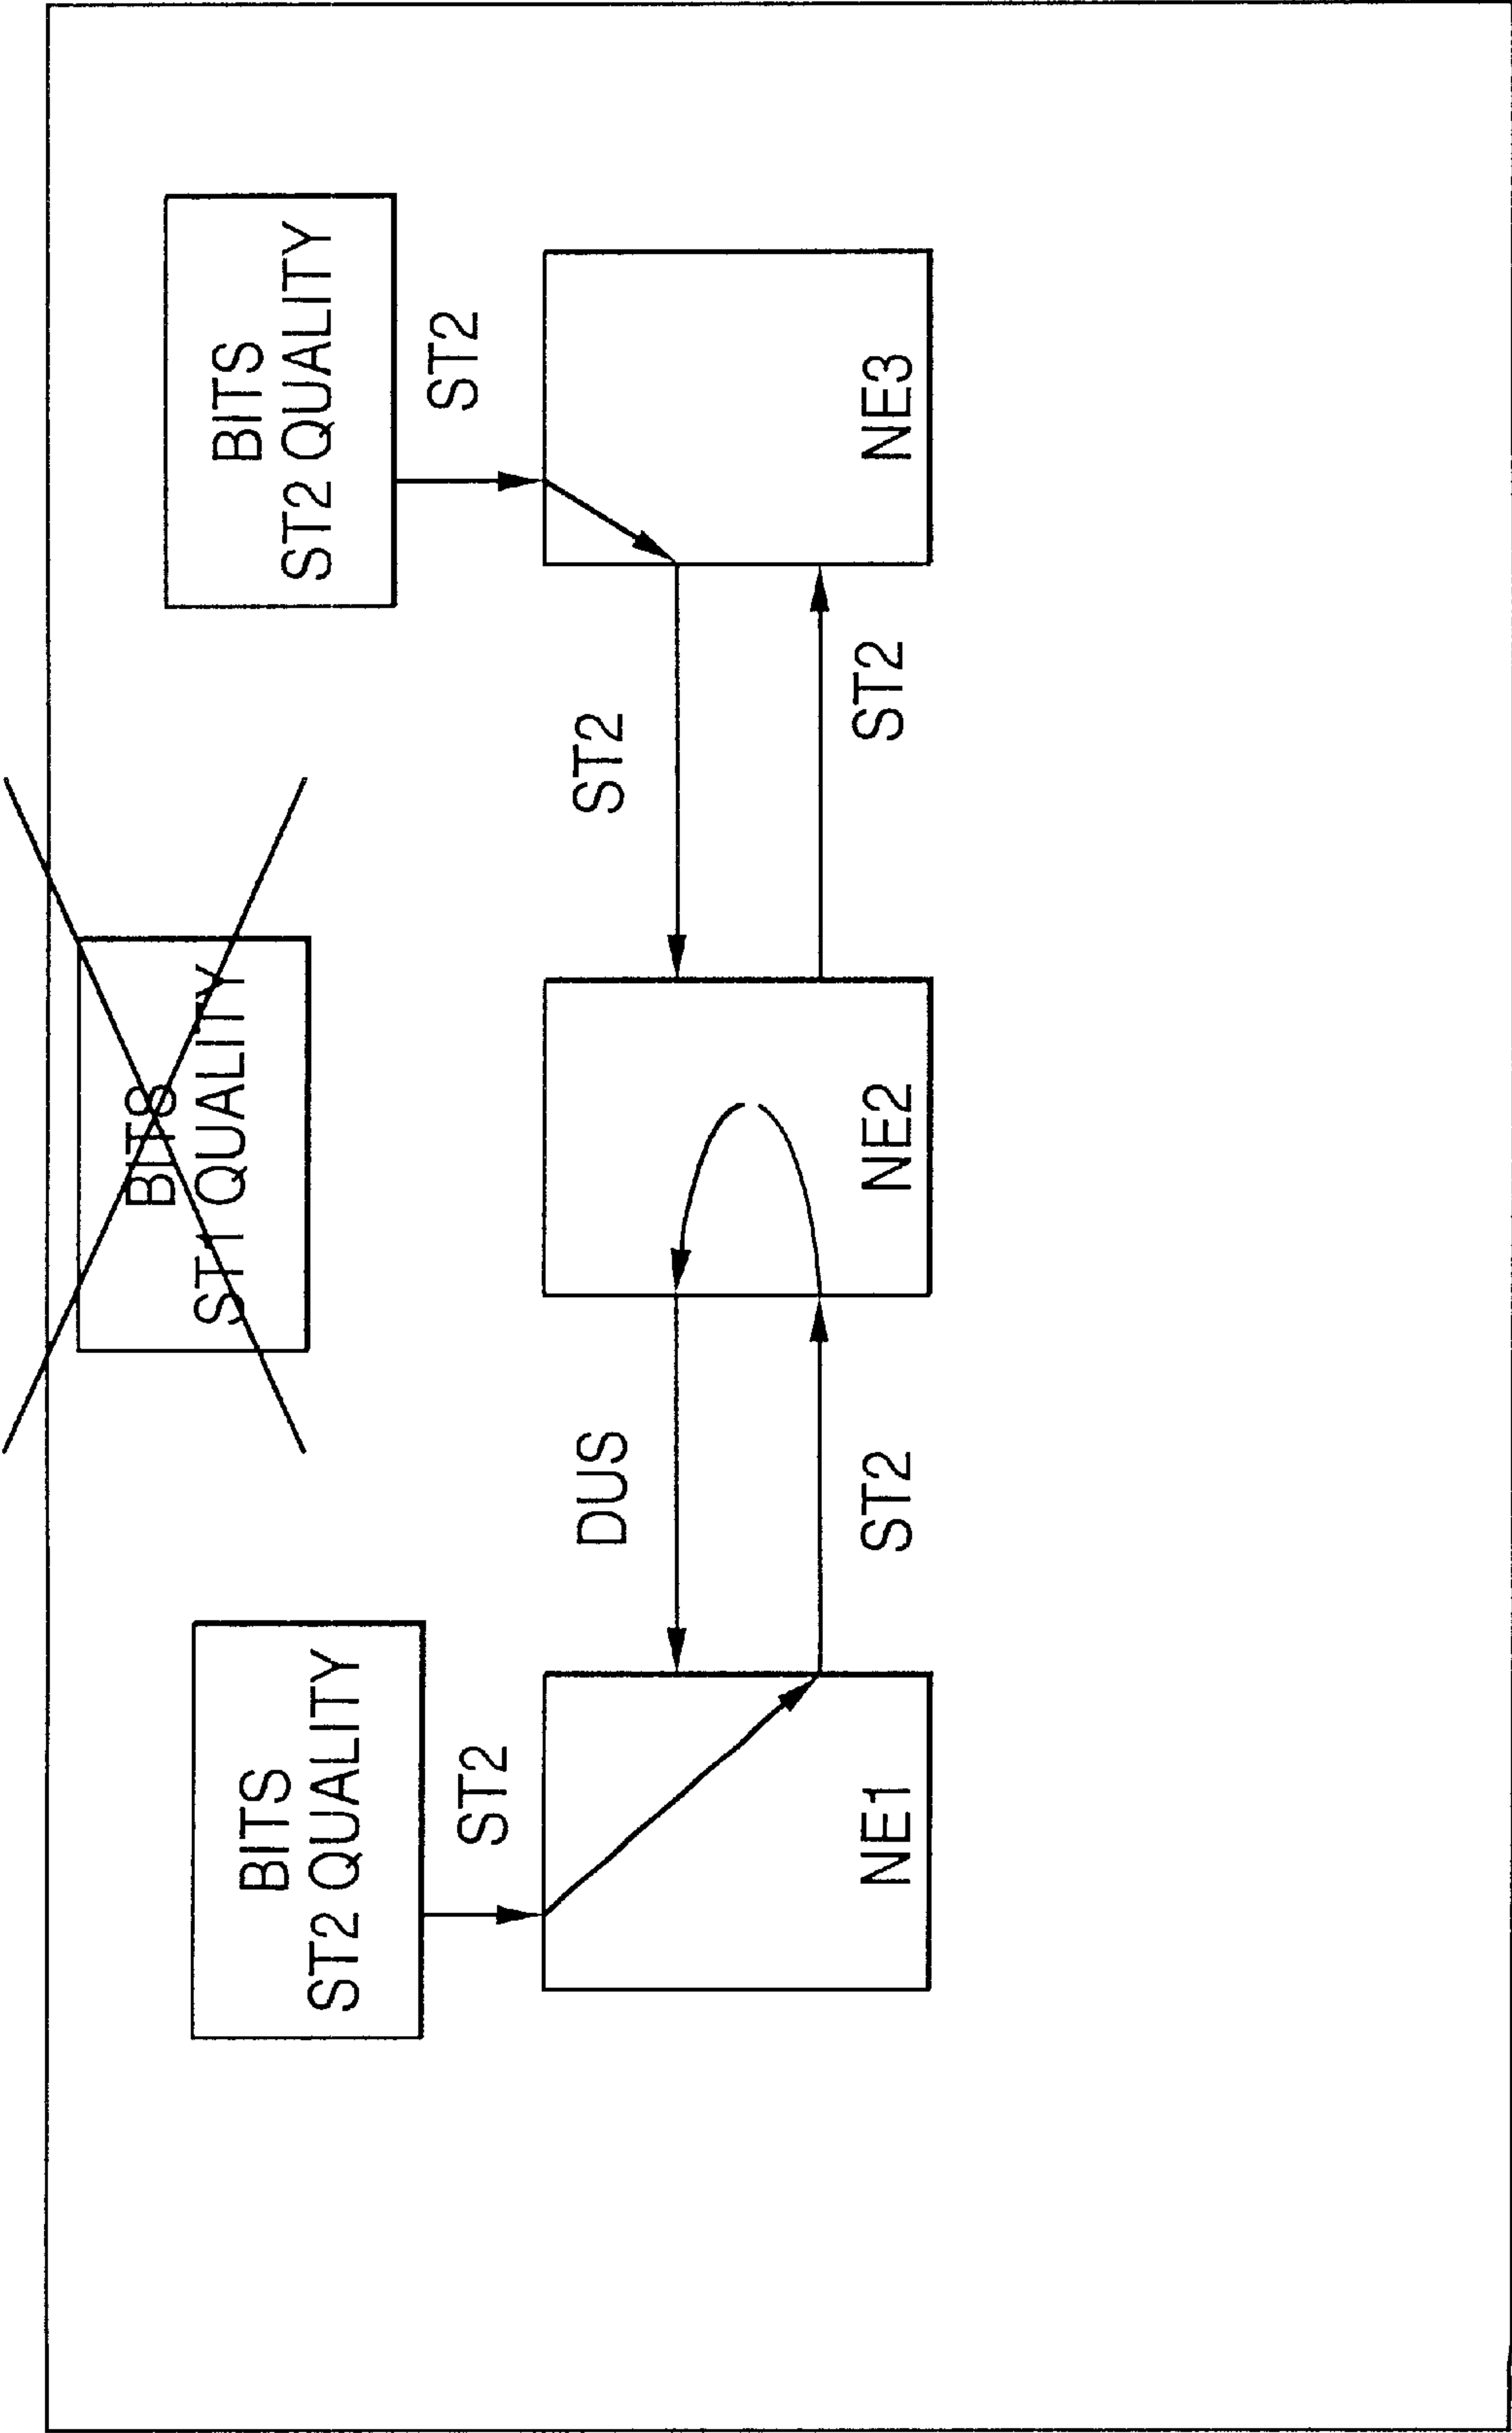 BITS
ST2 QUALITY
BITS
ST1 QUALITY
BITS
ST2 QUALITY
ST2
ST2
DUS
ST2
ST2
ST2
NE1
NE2
NE3